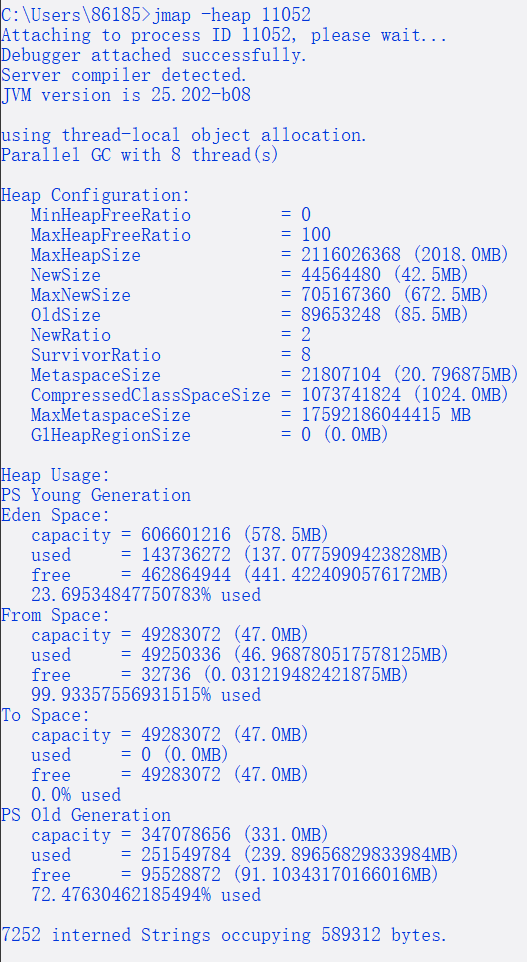 C:\Users\86185>jmap -heap 11052
Attaching to process ID 11052, please wait...
Debugger attached successfully.
Server compiler detected.
JVM version is 25.202-b08

using thread-local object allocation.
Parallel GC with 8 thread(s)

Heap Configuration:
   MinHeapFreeRatio         = 0
   MaxHeapFreeRatio         = 100
   MaxHeapSize              = 2116026368 (2018.0MB)
   NewSize                  = 44564480 (42.5MB)
   MaxNewSize               = 705167360 (672.5MB)
   OldSize                  = 89653248 (85.5MB)
   NewRatio                 = 2
   SurvivorRatio            = 8
   MetaspaceSize            = 21807104 (20.796875MB)
   CompressedClassSpaceSize = 1073741824 (1024.0MB)
   MaxMetaspaceSize         = 17592186044415 MB
   G1HeapRegionSize         = 0 (0.0MB)

Heap Usage:
PS Young Generation
Eden Space:
   capacity = 606601216 (578.5MB)
   used     = 143736272 (137.0775909423828MB)
   free     = 462864944 (441.4224090576172MB)
   23.69534847750783% used
From Space:
   capacity = 49283072 (47.0MB)
   used     = 49250336 (46.968780517578125MB)
   free     = 32736 (0.031219482421875MB)
   99.93357556931515% used
To Space:
   capacity = 49283072 (47.0MB)
   used     = 0 (0.0MB)
   free     = 49283072 (47.0MB)
   0.0% used
PS Old Generation
   capacity = 347078656 (331.0MB)
   used     = 251549784 (239.89656829833984MB)
   free     = 95528872 (91.10343170166016MB)
   72.47630462185494% used

7252 interned Strings occupying 589312 bytes.